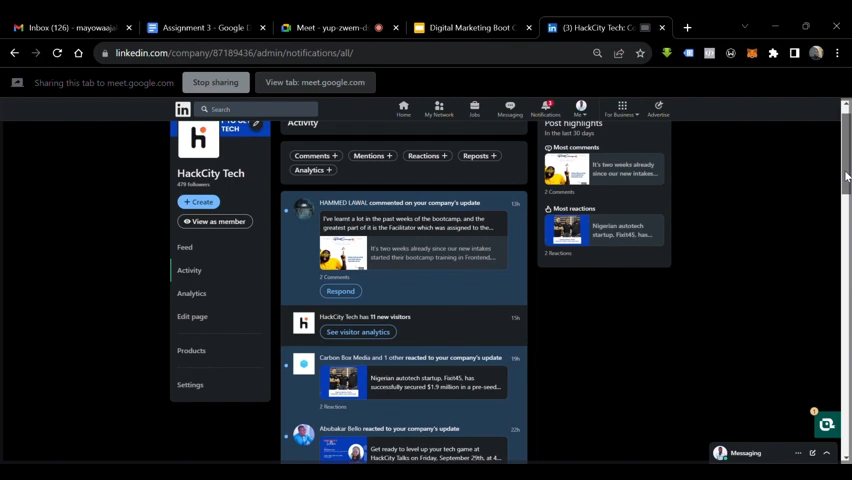 Inbox (126) - mayowaajal
Assignment 3 - Google D
Meet - yup-zwem-d
Digital Marketing Boot C
(3) HackCity Tech: Co
linkedin.com/company/87189436/admin/notifications/all/
Sharing this tab to meet.google.com
Stop sharing
View tab: meet.google.com
Search
Home
My Network
Jobs
Messaging
Notifications
Me
For Business
Advertise
TECH
HackCity Tech
479 followers
+ Create
View as member
Feed
Activity
Analytics
Edit page
Products
Settings
Activity
Comments +
Mentions +
Reactions +
Reposts +
Analytics +
HAMMED LAWAL commented on your company's update
13h
I've learnt a lot in the past weeks of the bootcamp, and the
greatest part of it is the Facilitator which was assigned to the...
It's two weeks already since our new intakes
started their bootcamp training in Frontend,...
2 Comments
Respond
HackCity Tech has 11 new visitors
15h
See visitor analytics
Carbon Box Media and 1 other reacted to your company's update
19h
Nigerian autotech startup, Fixit45, has
successfully secured $1.9 million in a pre-seed...
2 Reactions
Abubakar Bello reacted to your company's update
22h
Get ready to level up your tech game at
HackCity Talks on Friday, September 29th, at 4...
Post highlights
In the last 30 days
Most comments
It's two weeks already
since our new intakes...
2 Comments
Most reactions
Nigerian autotech
startup, Fixit45, has...
2 Reactions
1
Messaging